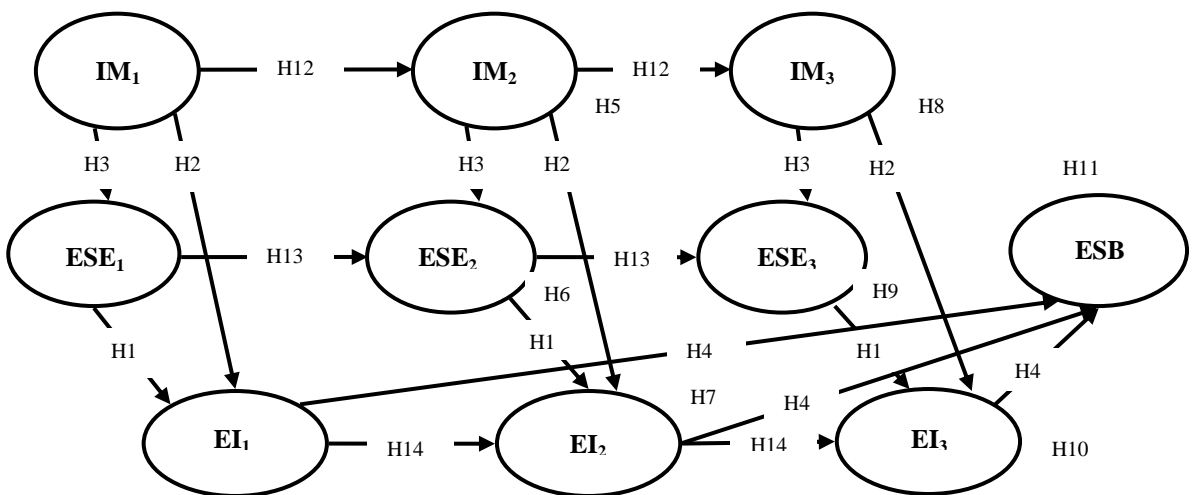 IM₁ H12 IM₂ H12 IM₃
H5 H8
H3 H2 H3 H2 H3 H2 H11
ESE₁ H13 ESE₂ H13 ESE₃ ESB
H6 H9
H1 H1 H4 H1 H4
H7 H4
EI₁ H14 EI₂ H14 EI₃ H10